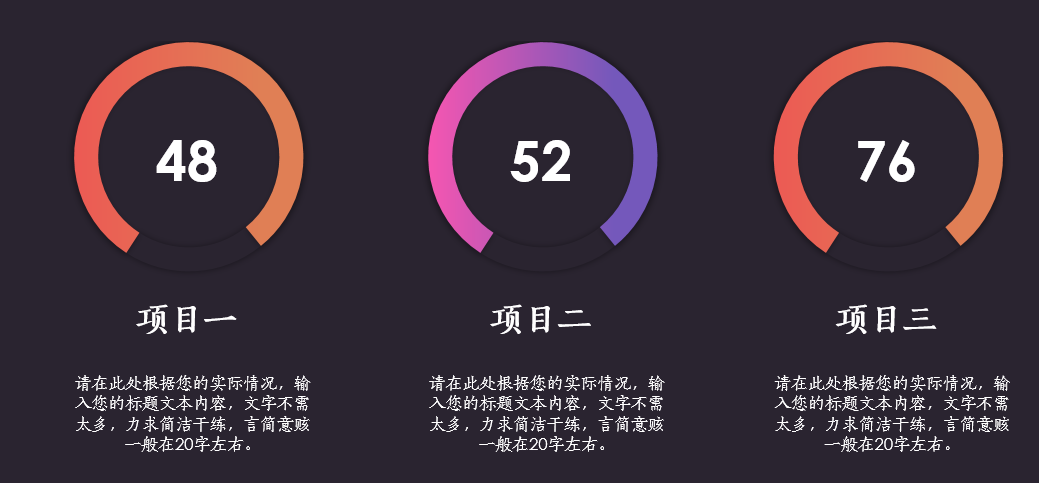 48
52
76
项目一
项目二
项目三
请在此处根据您的实际情况，输
入您的标题文本内容，文字不需
太多，力求简洁干练，言简意赅
一般在20字左右。
请在此处根据您的实际情况，输
入您的标题文本内容，文字不需
太多，力求简洁干练，言简意赅
一般在20字左右。
请在此处根据您的实际情况，输
入您的标题文本内容，文字不需
太多，力求简洁干练，言简意赅
一般在20字左右。